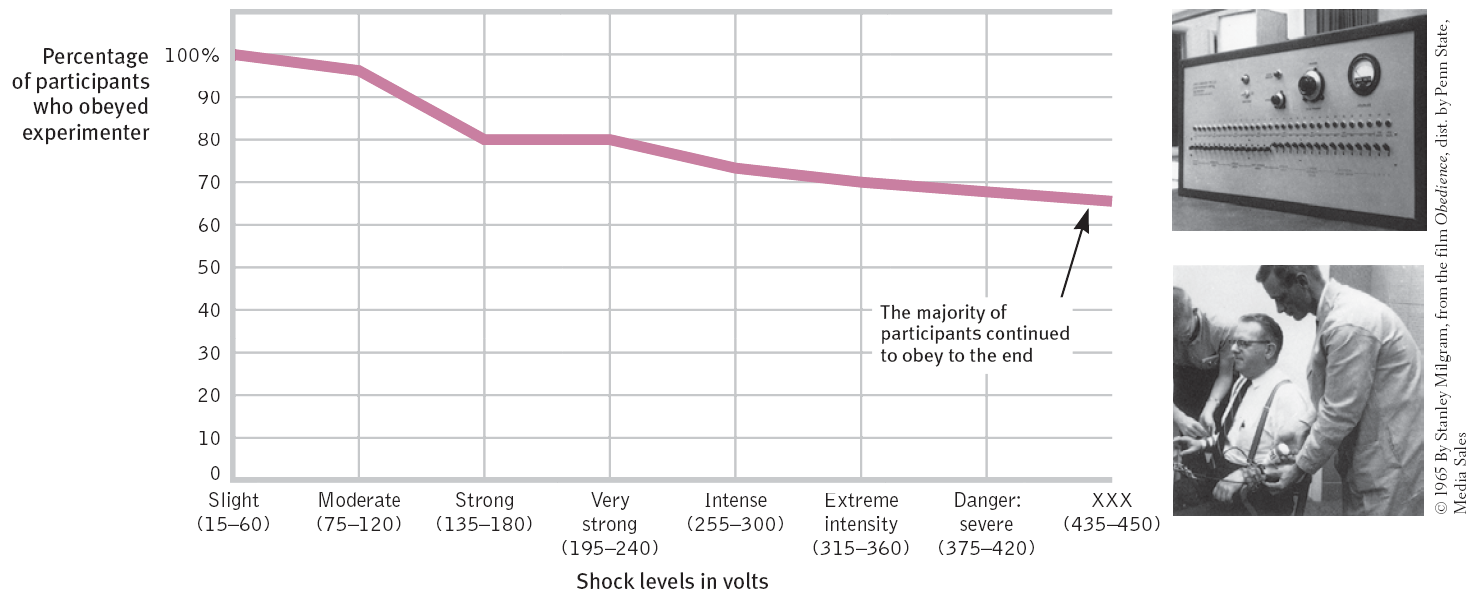 Percentage
of participants
who obeyed
experimenter
100%
90
80
70
60
50
40
30
20
10
0
The majority of
participants continued
to obey to the end
Slight
(15–60)
Moderate
(75–120)
Strong
(135–180)
Very
strong
(195–240)
Intense
(255–300)
Extreme
intensity
(315–360)
Danger:
severe
(375–420)
XXX
(435–450)
Shock levels in volts
© 1965 By Stanley Milgram, from the film Obedience, dist. by Penn State,
Media Sales